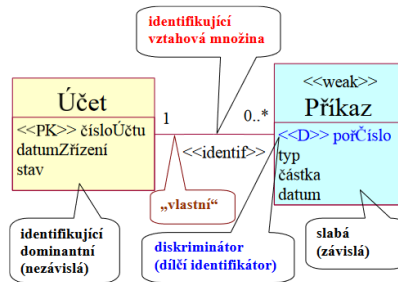 identifikující
vztahová množina
Účet
<<PK>> čísloÚčtu
datumZřízení
stav
1
0..*
<<identif>>
<<weak>>
Příkaz
<<D>> pořČíslo
typ
částka
datum
„vlastní“
identifikující
dominantní
(nezávislá)
diskriminátor
(dílčí identifikátor)
slabá
(závislá)